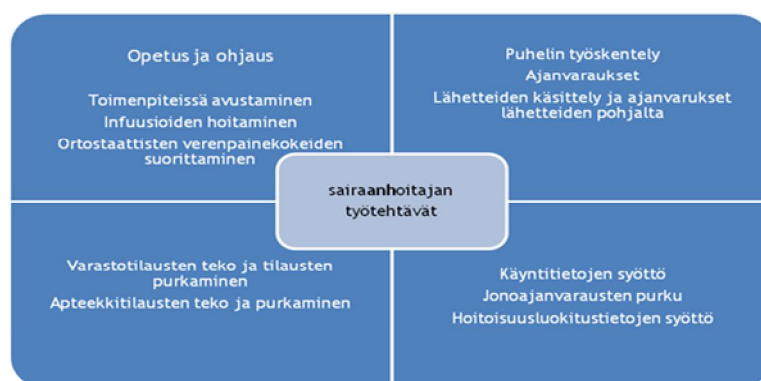 Opetus ja ohjaus
Toimenpiteissä avustaminen
Infuusioiden hoitaminen
Ortostaattisten verenpainekokeiden
suorittaminen
Puhelin työskentely
Ajanvaraukset
Lähetteiden käsittely ja ajanvarukset
lähetteiden pohjalta
sairaanhoitajan
työtehtävät
Varastotilausten teko ja tilausten
purkaminen
Apteekkitilausten teko ja purkaminen
Käyntitietojen syöttö
Jonoajanvarausten purku
Hoitoisuusluokitustietojen syöttö